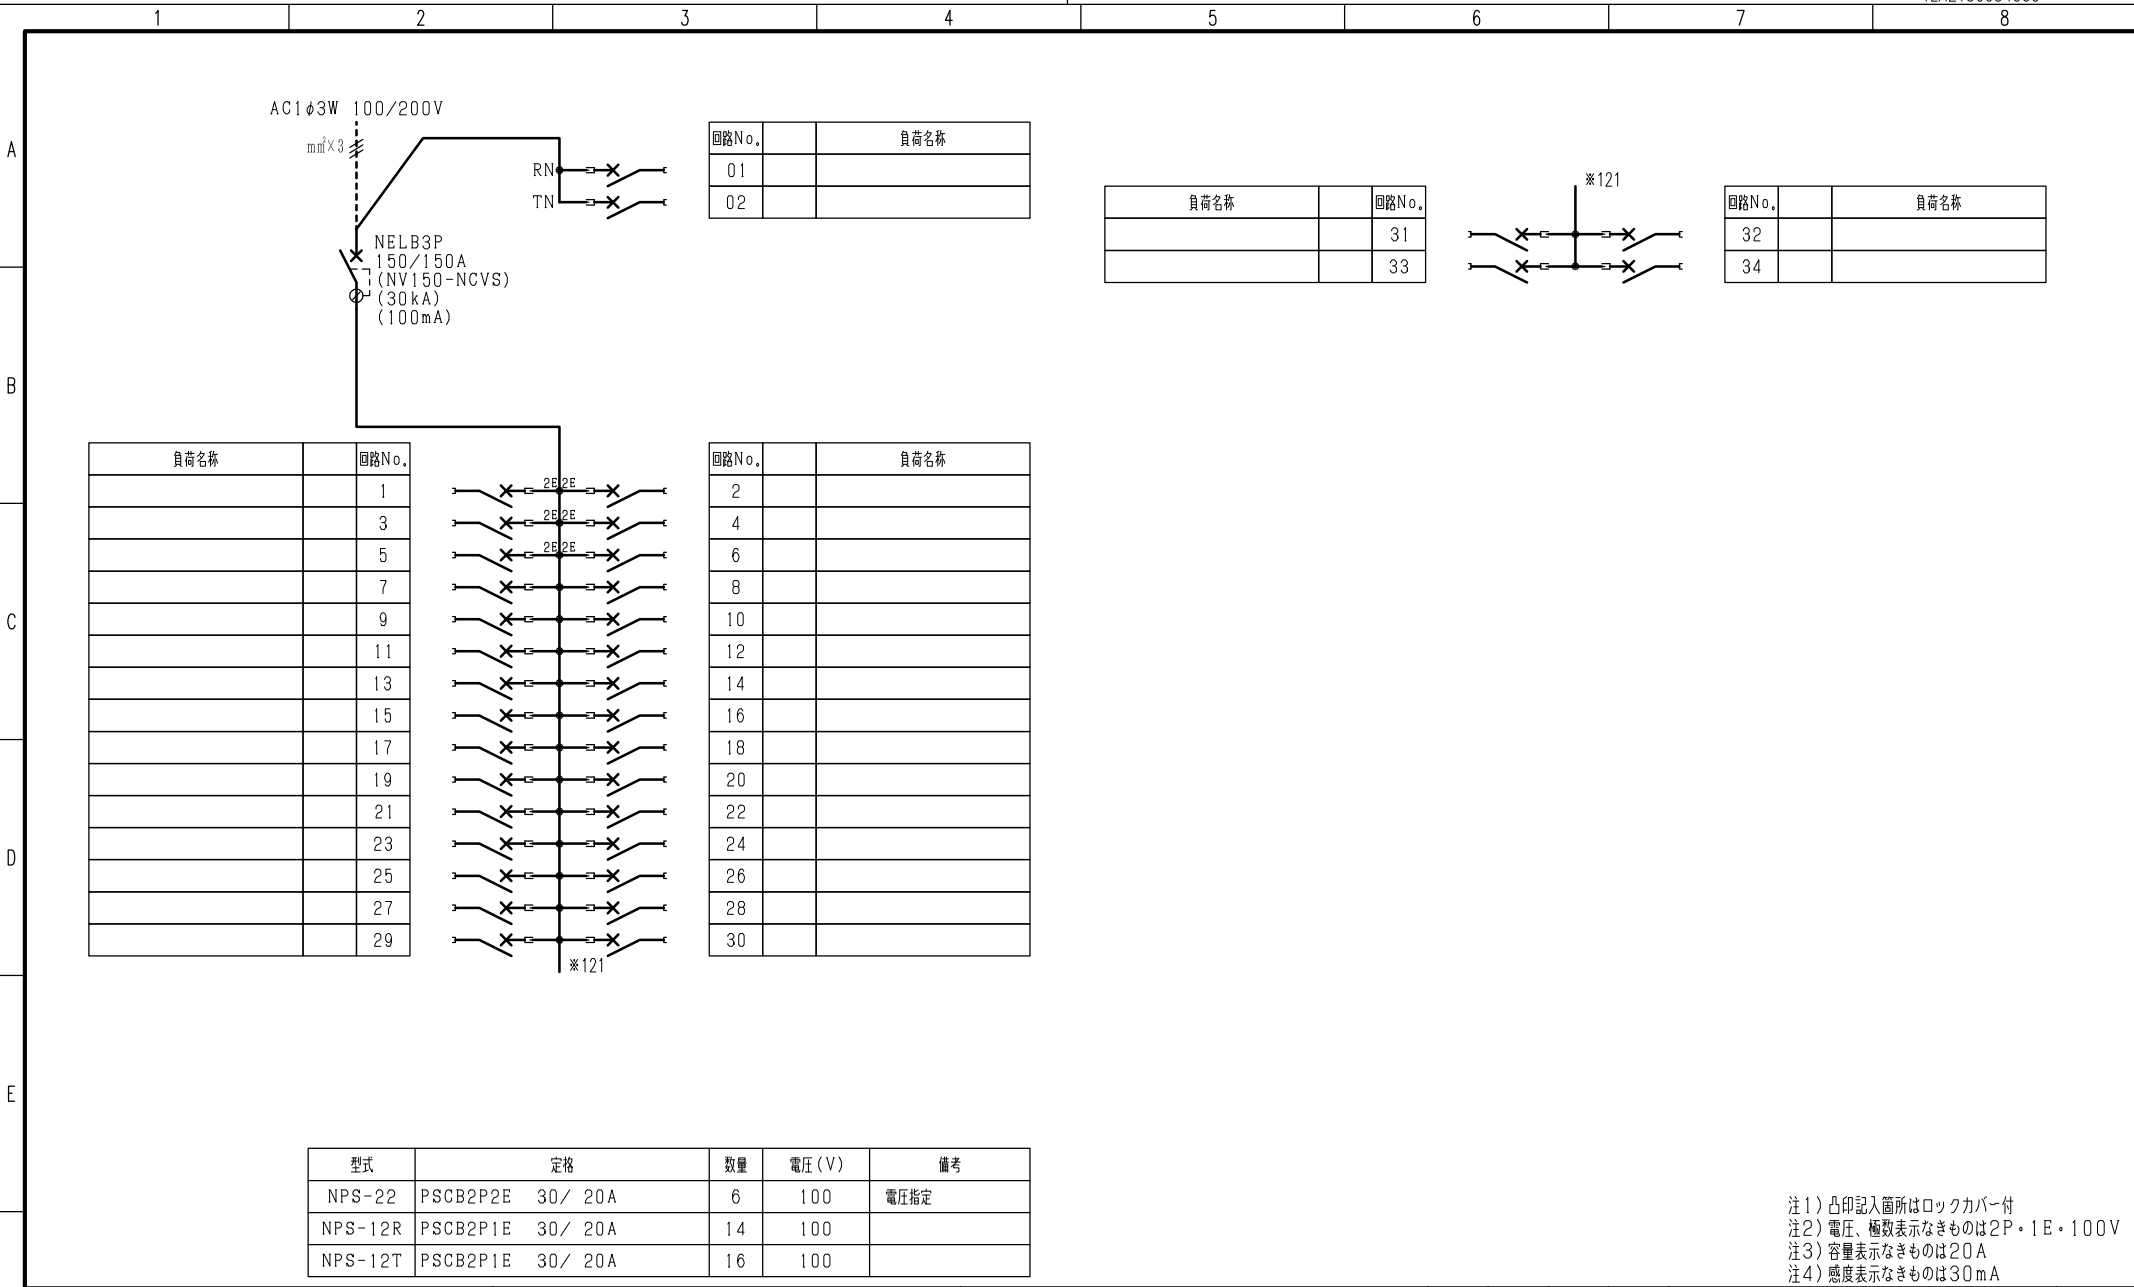 1 2 3 4 5 6 7 8
A
B
C
D
E
AC1φ3W 100/200V
mm²×3
RN
TN
NELB3P
150/150A
(NV150-NCVS)
(30kA)
(100mA)
回路No. 負荷名称
01
02
負荷名称 回路No.
31
33
※121
回路No. 負荷名称
32
34
負荷名称 回路No.
1
3
5
7
9
11
13
15
17
19
21
23
25
27
29
2E 2E
2E 2E
2E 2E
※121
回路No. 負荷名称
2
4
6
8
10
12
14
16
18
20
22
24
26
28
30
型式 定格 数量 電圧(V) 備考
NPS-22 PSCB2P2E 30/ 20A 6 100 電圧指定
NPS-12R PSCB2P1E 30/ 20A 14 100
NPS-12T PSCB2P1E 30/ 20A 16 100
注1)凸印記入箇所はロックカバー付
注2)電圧、極数表示なきものは2P・1E・100V
注3)容量表示なきものは20A
注4)感度表示なきものは30mA